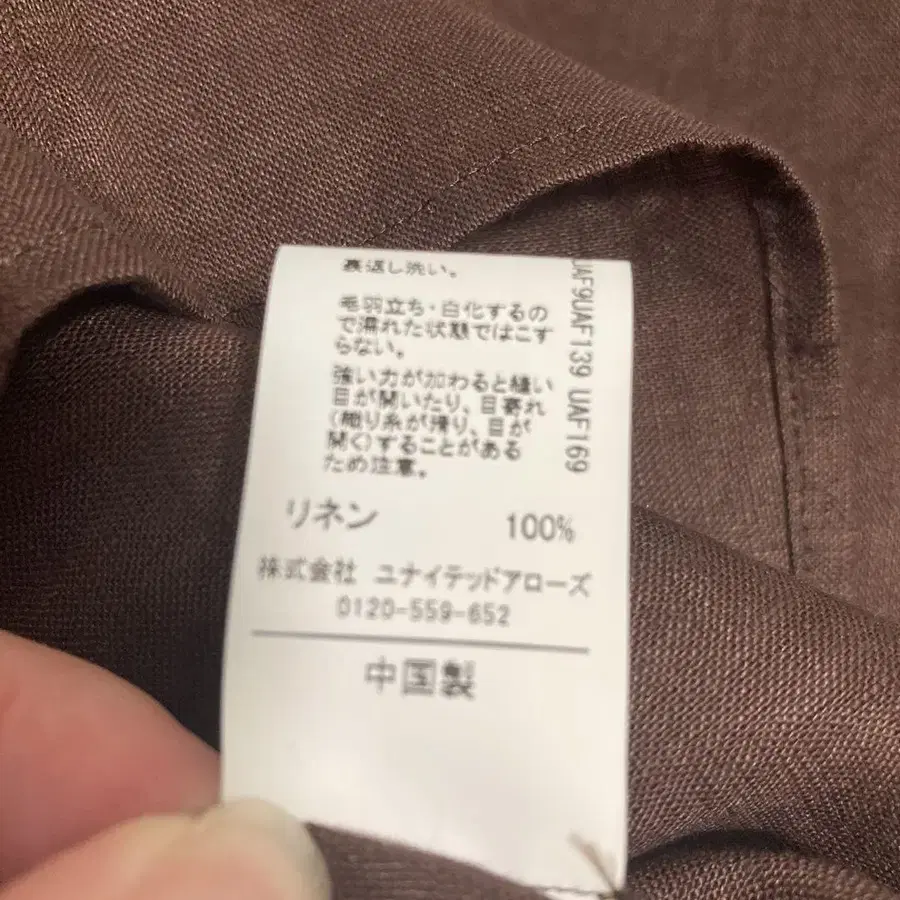 裏返し洗い。
毛羽立ち・白化するの
で濡れた状態ではこす
らない。
強い力が加わると縫い
目が開いたり、目寄れ
(織り糸が滑り、目が
開く)することがある
ため注意。
リネン 100%
株式会社 ユナイテッドアローズ
0120-559-652
中国製
UAF9UAF139 UAF169